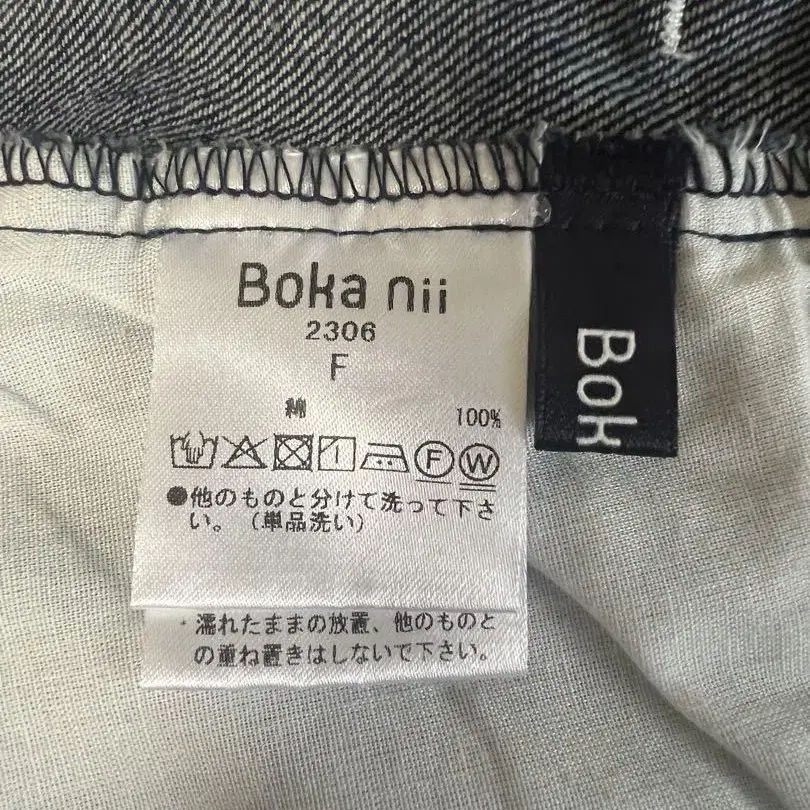 Boka nii
2306
F
綿 100%
F W
●他のものと分けて洗って下さ
い。（単品洗い）
・濡れたままの放置、他のものと
の重ね置きはしないで下さい。
Bok